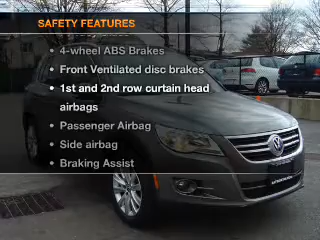 SAFETY FEATURES
• 4-wheel ABS Brakes
• Front Ventilated disc brakes
• 1st and 2nd row curtain head
airbags
• Passenger Airbag
• Side airbag
• Braking Assist